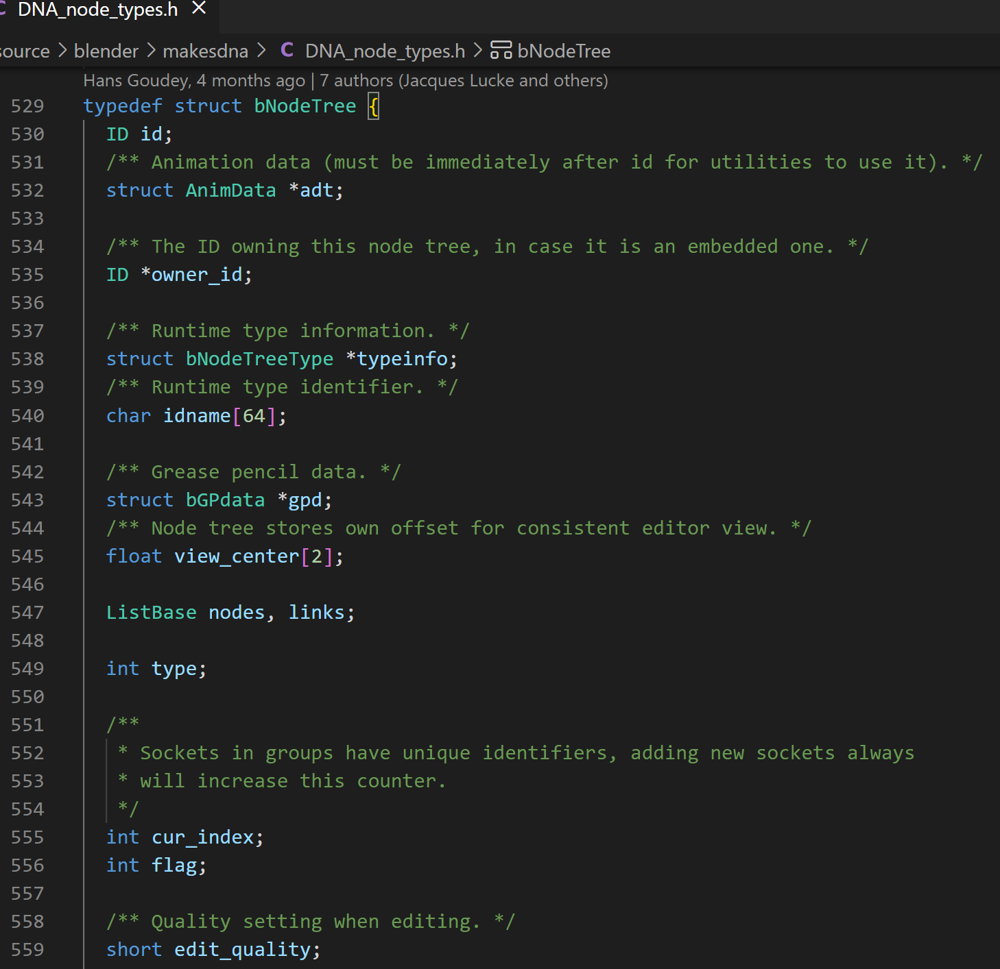 DNA_node_types.h ×
source > blender > makesdna > C DNA_node_types.h > bNodeTree
Hans Goudey, 4 months ago | 7 authors (Jacques Lucke and others)
529 typedef struct bNodeTree {
530 ID id;
531 /** Animation data (must be immediately after id for utilities to use it). */
532 struct AnimData *adt;
533
534 /** The ID owning this node tree, in case it is an embedded one. */
535 ID *owner_id;
536
537 /** Runtime type information. */
538 struct bNodeTreeType *typeinfo;
539 /** Runtime type identifier. */
540 char idname[64];
541
542 /** Grease pencil data. */
543 struct bGPdata *gpd;
544 /** Node tree stores own offset for consistent editor view. */
545 float view_center[2];
546
547 ListBase nodes, links;
548
549 int type;
550
551 /**
552 * Sockets in groups have unique identifiers, adding new sockets always
553 * will increase this counter.
554 */
555 int cur_index;
556 int flag;
557
558 /** Quality setting when editing. */
559 short edit_quality;